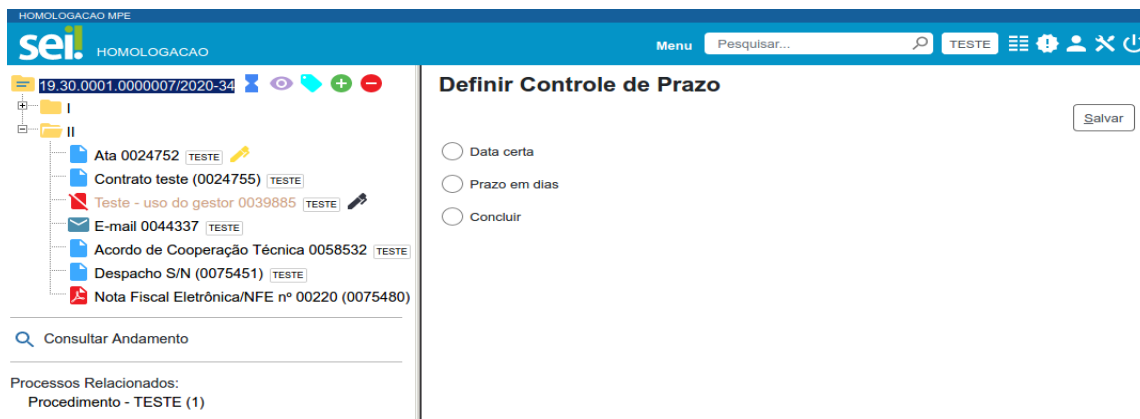 HOMOLOGACAO MPE
sei! HOMOLOGACAO
Menu Pesquisar... TESTE
19.30.0001.0000007/2020-34
I
II
Ata 0024752 TESTE
Contrato teste (0024755) TESTE
Teste - uso do gestor 0039885 TESTE
E-mail 0044337 TESTE
Acordo de Cooperação Técnica 0058532 TESTE
Despacho S/N (0075451) TESTE
Nota Fiscal Eletrônica/NFE nº 00220 (0075480)
Consultar Andamento
Processos Relacionados:
Procedimento - TESTE (1)
Definir Controle de Prazo
Salvar
Data certa
Prazo em dias
Concluir